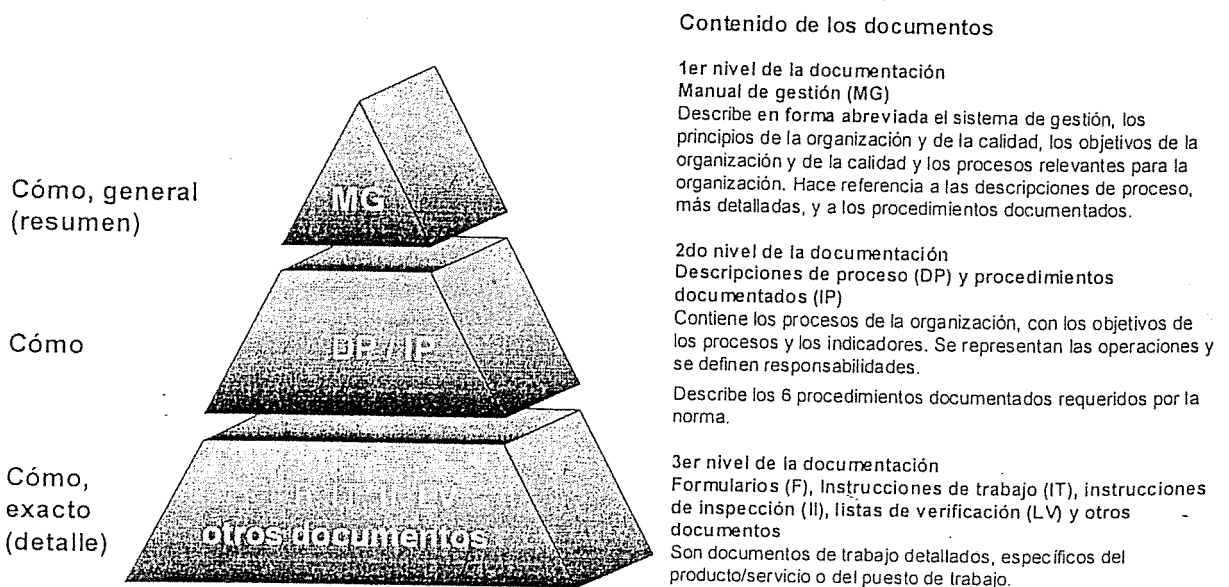 Contenido de los documentos
1er nivel de la documentación
Manual de gestión (MG)
Describe en forma abreviada el sistema de gestión, los
principios de la organización y de la calidad, los objetivos de la
organización y de la calidad y los procesos relevantes para la
organización. Hace referencia a las descripciones de proceso,
más detalladas, y a los procedimientos documentados.
Cómo, general
(resumen)
MG
2do nivel de la documentación
Descripciones de proceso (DP) y procedimientos
documentados (IP)
Contiene los procesos de la organización, con los objetivos de
los procesos y los indicadores. Se representan las operaciones y
se definen responsabilidades.
Describe los 6 procedimientos documentados requeridos por la
norma.
Cómo
DP / IP
3er nivel de la documentación
Formularios (F), Instrucciones de trabajo (IT), instrucciones
de inspección (II), listas de verificación (LV) y otros
documentos
Son documentos de trabajo detallados, específicos del
producto/servicio o del puesto de trabajo.
Cómo,
exacto
(detalle)
LV
otros documentos